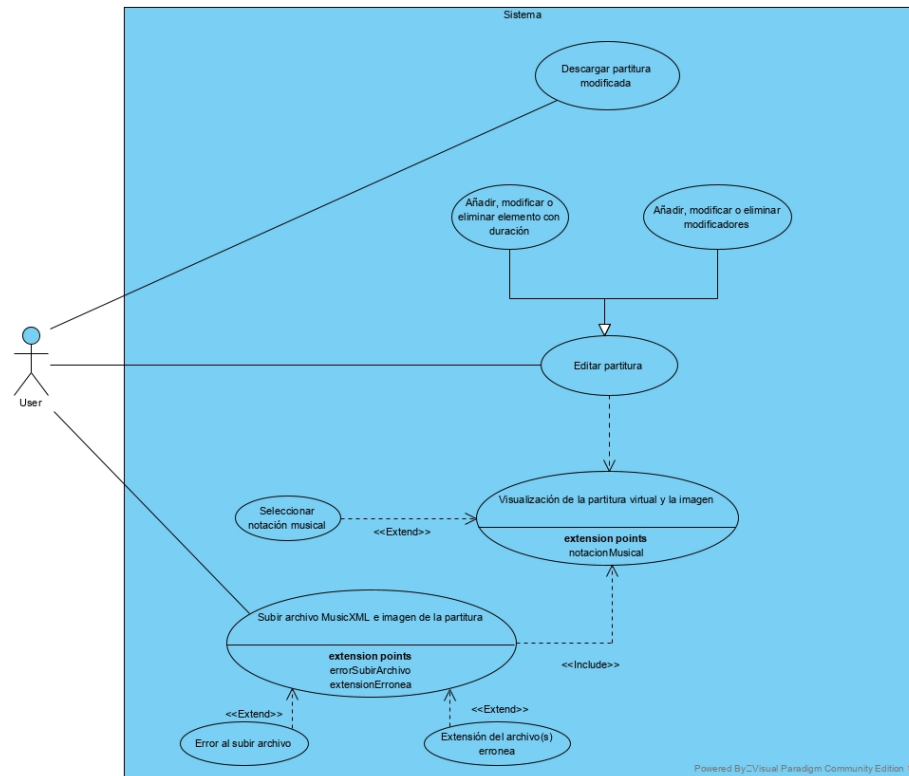 Sistema
Descargar partitura
modificada
Añadir, modificar o
eliminar elemento con
duración
Añadir, modificar o eliminar
modificadores
Editar partitura
User
Visualización de la partitura virtual y la imagen
extension points
notacionMusical
Seleccionar
notación musical
<<Extend>>
Subir archivo MusicXML e imagen de la partitura
extension points
errorSubirArchivo
extensionErronea
<<Include>>
<<Extend>>
<<Extend>>
Error al subir archivo
Extensión del archivo(s)
erronea
Powered By Visual Paradigm Community Edition